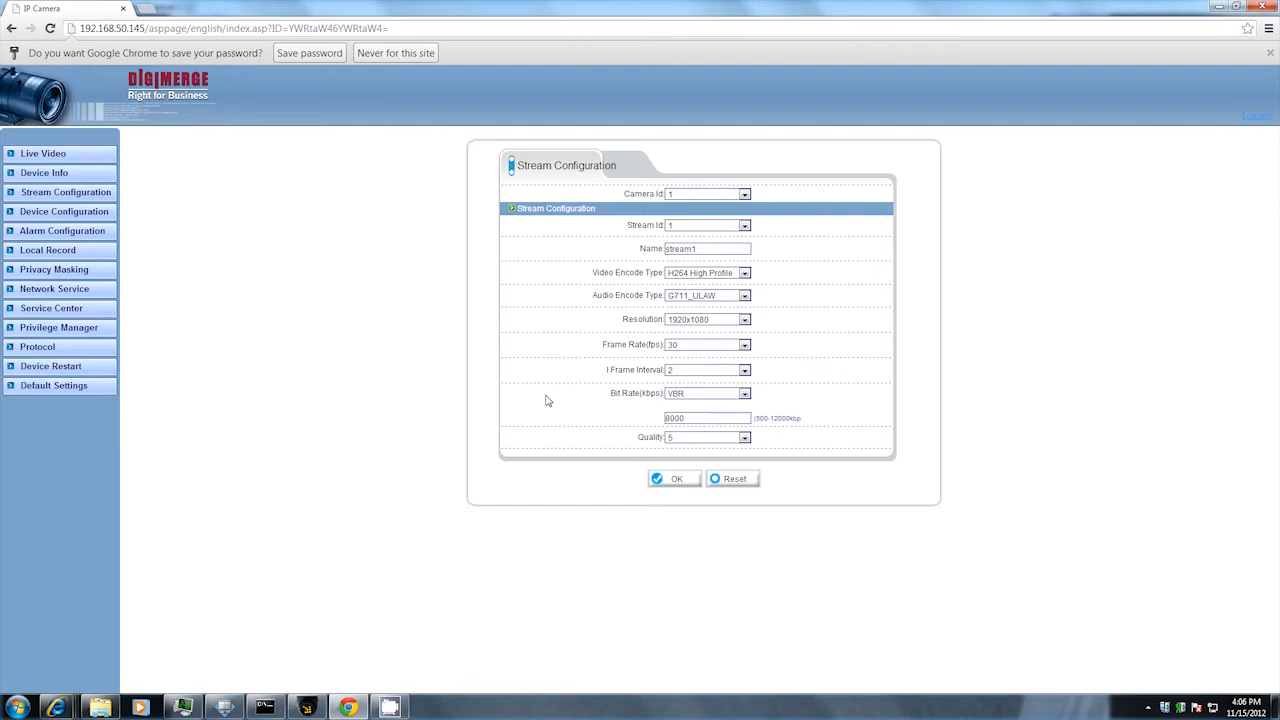 IP Camera
192.168.50.145/asppage/english/index.asp?ID=YWRtaW46YWRtaW4=
Do you want Google Chrome to save your password? Save password Never for this site
DIGIMERGE
Right for Business
Logout
Live Video
Device Info
Stream Configuration
Device Configuration
Alarm Configuration
Local Record
Privacy Masking
Network Service
Service Center
Privilege Manager
Protocol
Device Restart
Default Settings
Stream Configuration
Camera Id: 1
Stream Configuration
Stream Id: 1
Name: stream1
Video Encode Type: H264 High Profile
Audio Encode Type: G711_ULAW
Resolution: 1920x1080
Frame Rate(fps): 30
I Frame Interval: 2
Bit Rate(kbps): VBR
8000 (500-12000kbp
Quality: 5
OK Reset
4:06 PM
11/15/2012